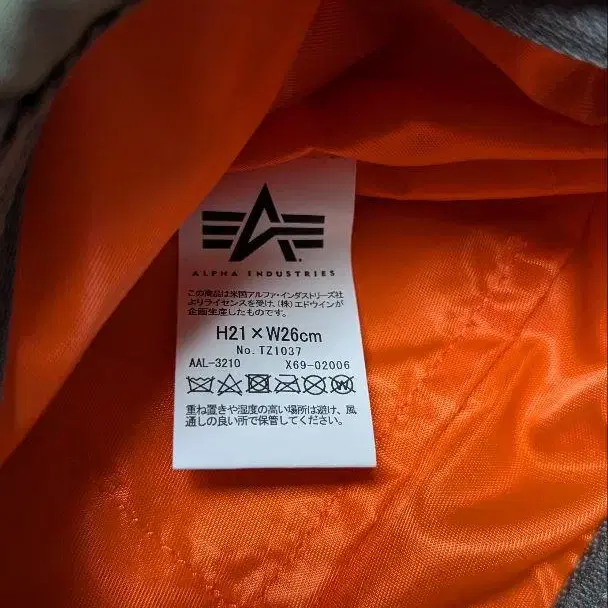 ALPHA INDUSTRIES
この商品は米国アルファ・インダストリーズ社
よりライセンスを受け、(株)エドウインが
企画生産したものです。
H21×W26cm
No. TZ1037
AAL-3210 X69-02006
重ね置きや湿度の高い場所は避け、風
通しの良い所で保管してください。